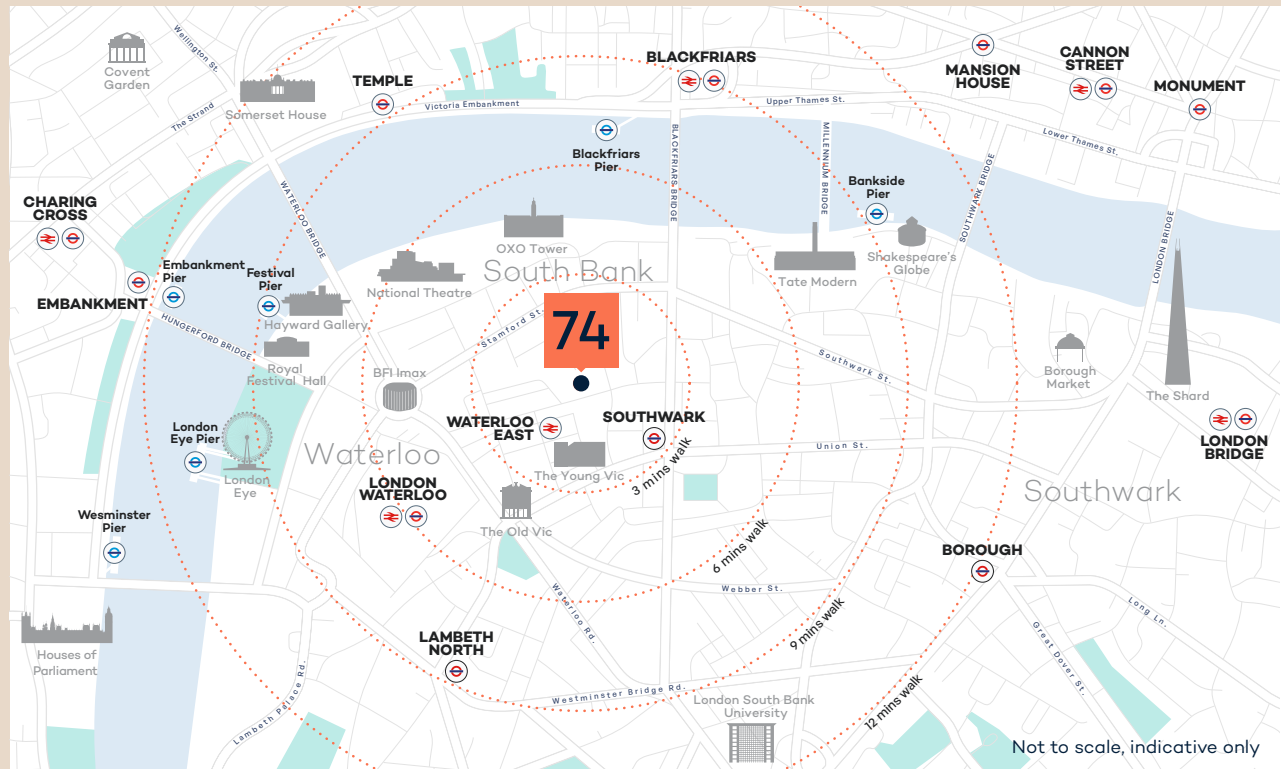 Covent
Garden
Wellington St.
The Strand
Somerset House
TEMPLE
Victoria Embankment
BLACKFRIARS
Upper Thames St.
MANSION
HOUSE
CANNON
STREET
MONUMENT
Lower Thames St.
Blackfriars
Pier
BLACKFRIARS BRIDGE
MILLENNIUM BRIDGE
Bankside
Pier
SOUTHWARK BRIDGE
LONDON BRIDGE
CHARING
CROSS
WATERLOO BRIDGE
OXO Tower
South Bank
Tate Modern
Shakespeare's
Globe
Embankment
Pier
EMBANKMENT
Festival
Pier
National Theatre
Hayward Gallery
HUNGERFORD BRIDGE
Royal
Festival Hall
Stamford St.
74
BFI Imax
Southwark St.
Borough
Market
The Shard
London
Eye Pier
London
Eye
Waterloo
WATERLOO
EAST
SOUTHWARK
The Young Vic
3 mins walk
Union St.
LONDON
BRIDGE
LONDON
WATERLOO
The Old Vic
Southwark
Wesminster
Pier
6 mins walk
Webber St.
BOROUGH
Waterloo Rd.
9 mins walk
Long Ln.
Great Dover St.
Houses of
Parliament
LAMBETH
NORTH
Lambeth Palace Rd.
Westminster Bridge Rd.
London South Bank
University
12 mins walk
Not to scale, indicative only